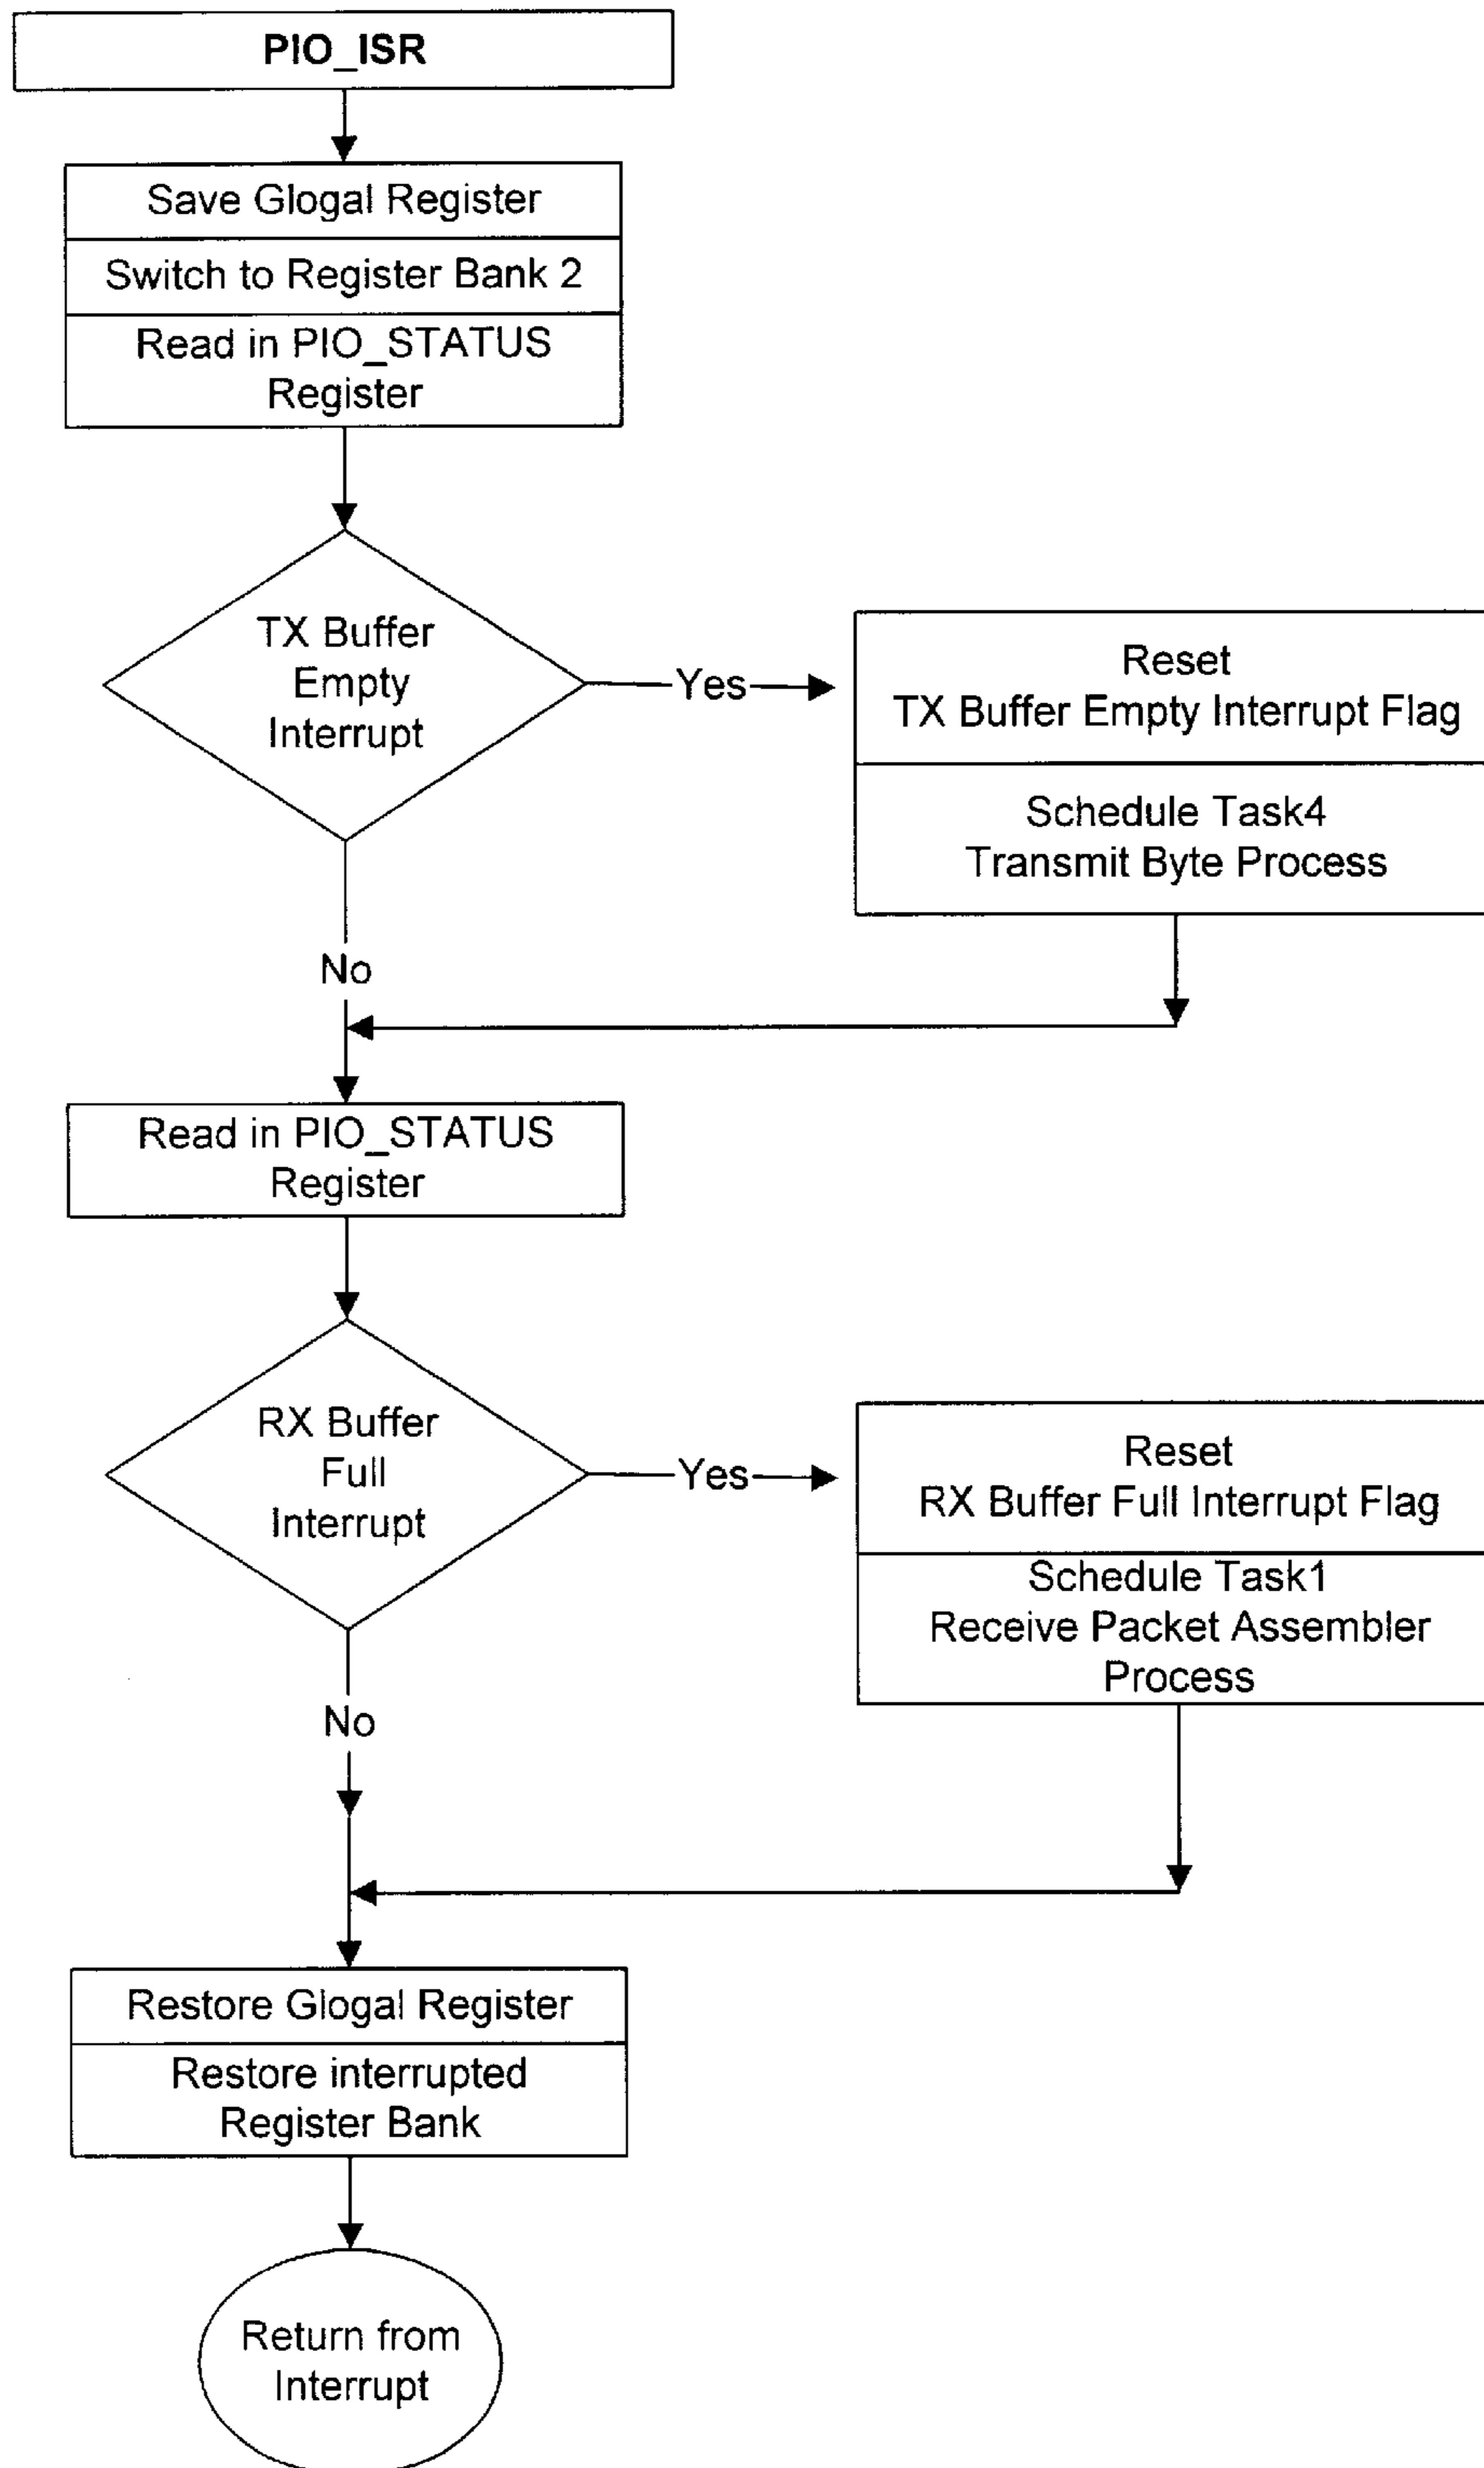 PIO_ISR
Save Glogal Register
Switch to Register Bank 2
Read in PIO_STATUS
Register
TX Buffer
Empty
Interrupt
Yes
Reset
TX Buffer Empty Interrupt Flag
Schedule Task4
Transmit Byte Process
No
Read in PIO_STATUS
Register
RX Buffer
Full
Interrupt
Yes
Reset
RX Buffer Full Interrupt Flag
Schedule Task1
Receive Packet Assembler
Process
No
Restore Glogal Register
Restore interrupted
Register Bank
Return from
Interrupt